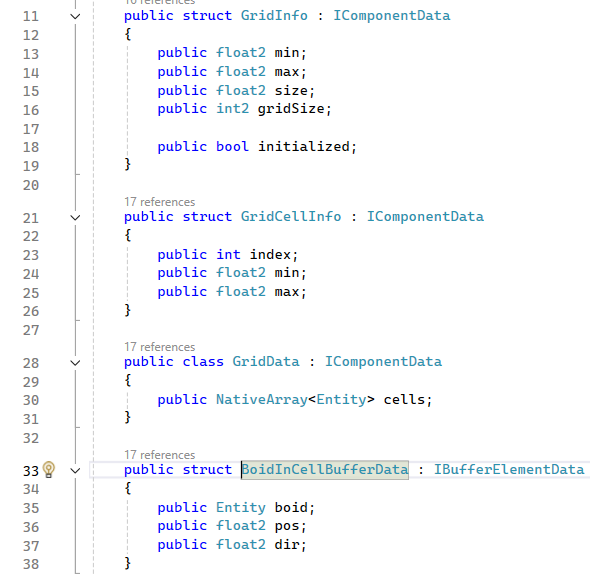 10 references
11 public struct GridInfo : IComponentData
12 {
13 public float2 min;
14 public float2 max;
15 public float2 size;
16 public int2 gridSize;
17
18 public bool initialized;
19 }
20
17 references
21 public struct GridCellInfo : IComponentData
22 {
23 public int index;
24 public float2 min;
25 public float2 max;
26 }
27
17 references
28 public class GridData : IComponentData
29 {
30 public NativeArray<Entity> cells;
31 }
32
17 references
33 public struct BoidInCellBufferData : IBufferElementData
34 {
35 public Entity boid;
36 public float2 pos;
37 public float2 dir;
38 }